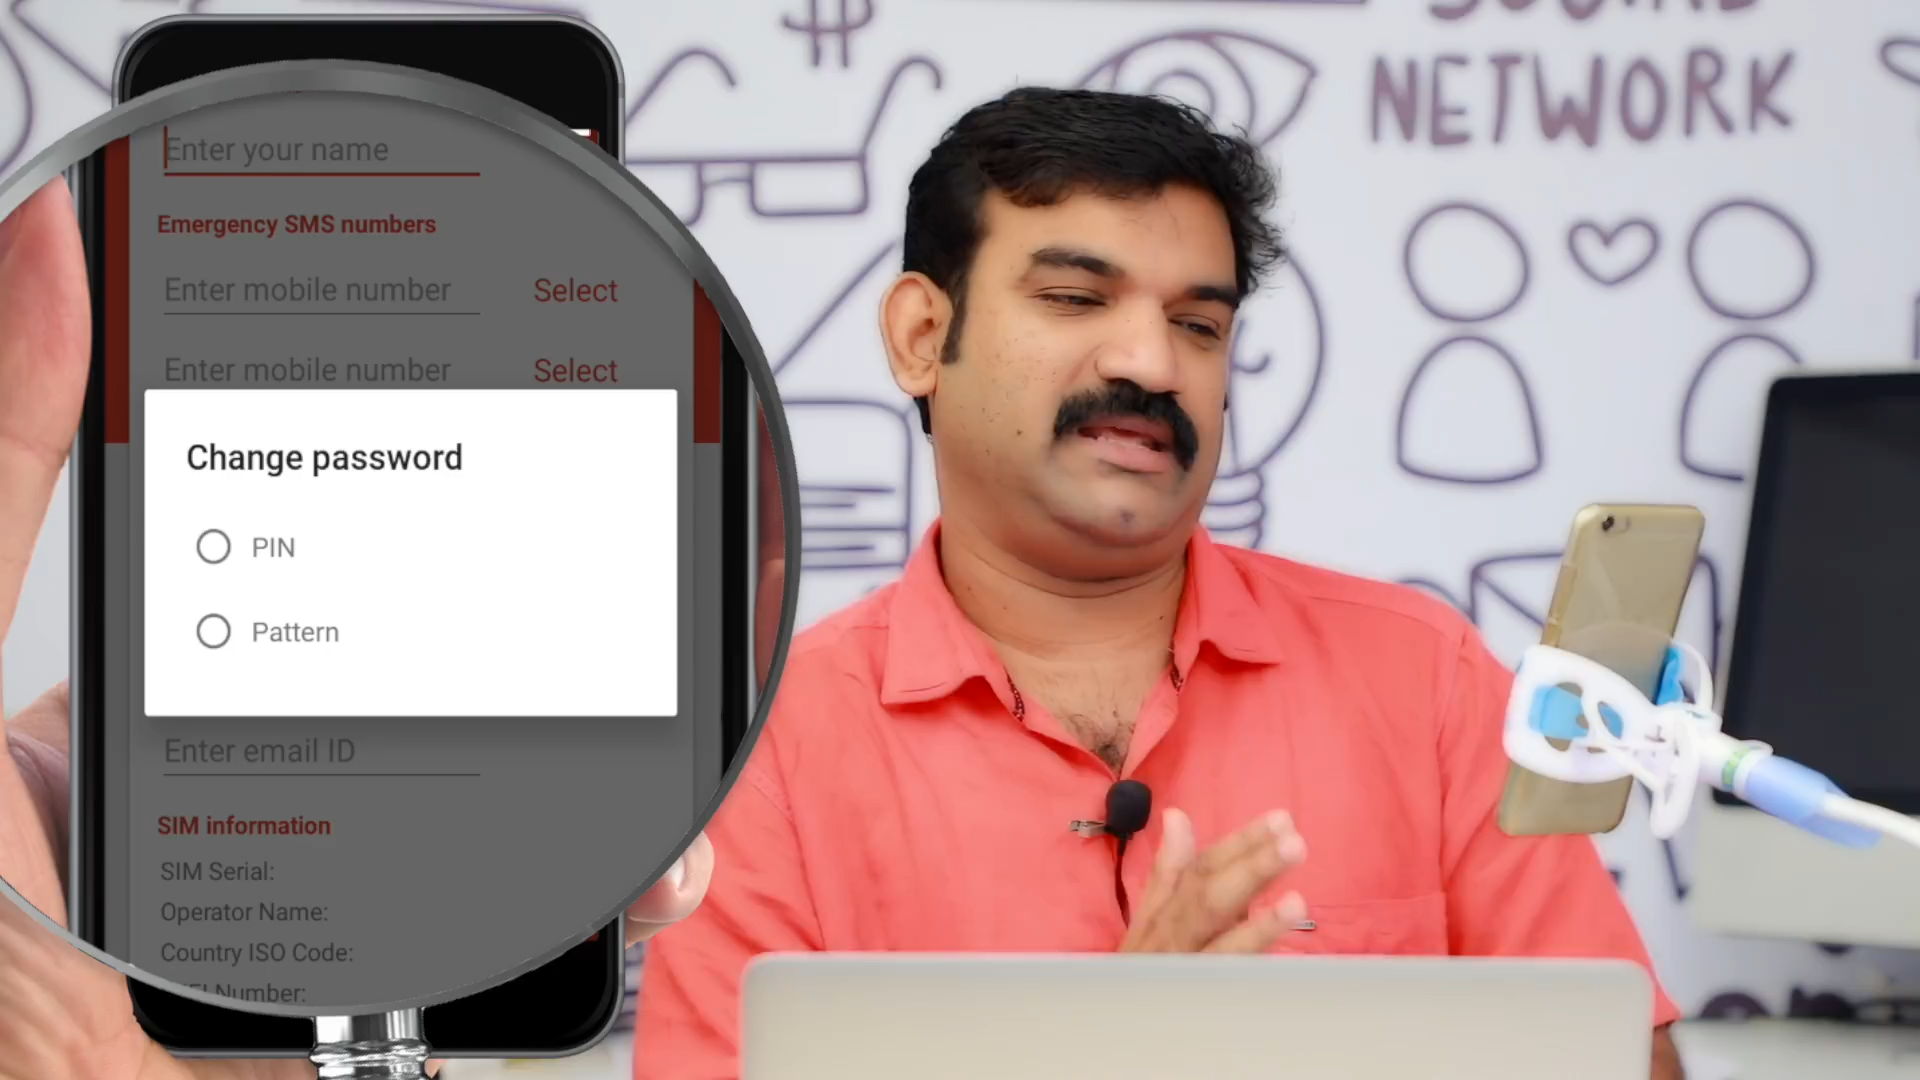 Enter your name
Emergency SMS numbers
Enter mobile number Select
Enter mobile number Select
Change password
PIN
Pattern
Enter email ID
SIM information
SIM Serial:
Operator Name:
Country ISO Code:
Number:
SOCIAL
NETWORK